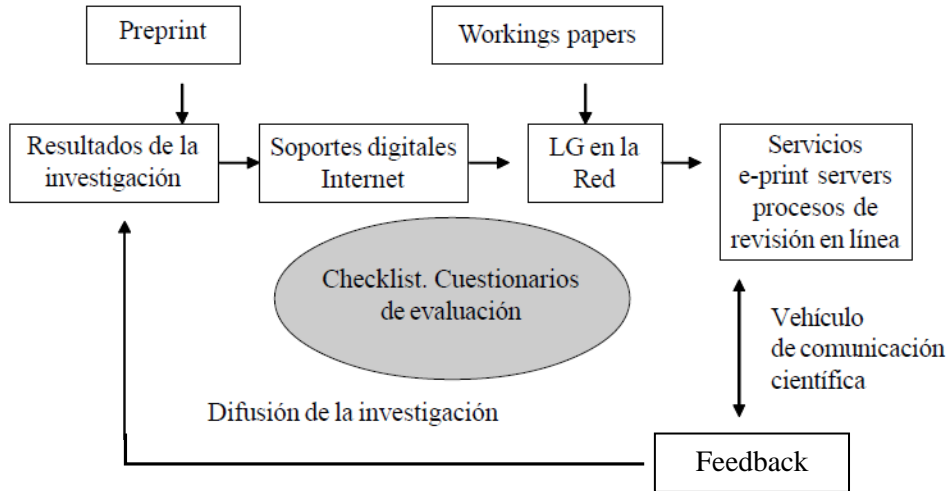 Preprint
Workings papers
Resultados de la
investigación
Soportes digitales
Internet
LG en la
Red
Servicios
e-print servers
procesos de
revisión en línea
Checklist. Cuestionarios
de evaluación
Vehículo
de comunicación
científica
Difusión de la investigación
Feedback